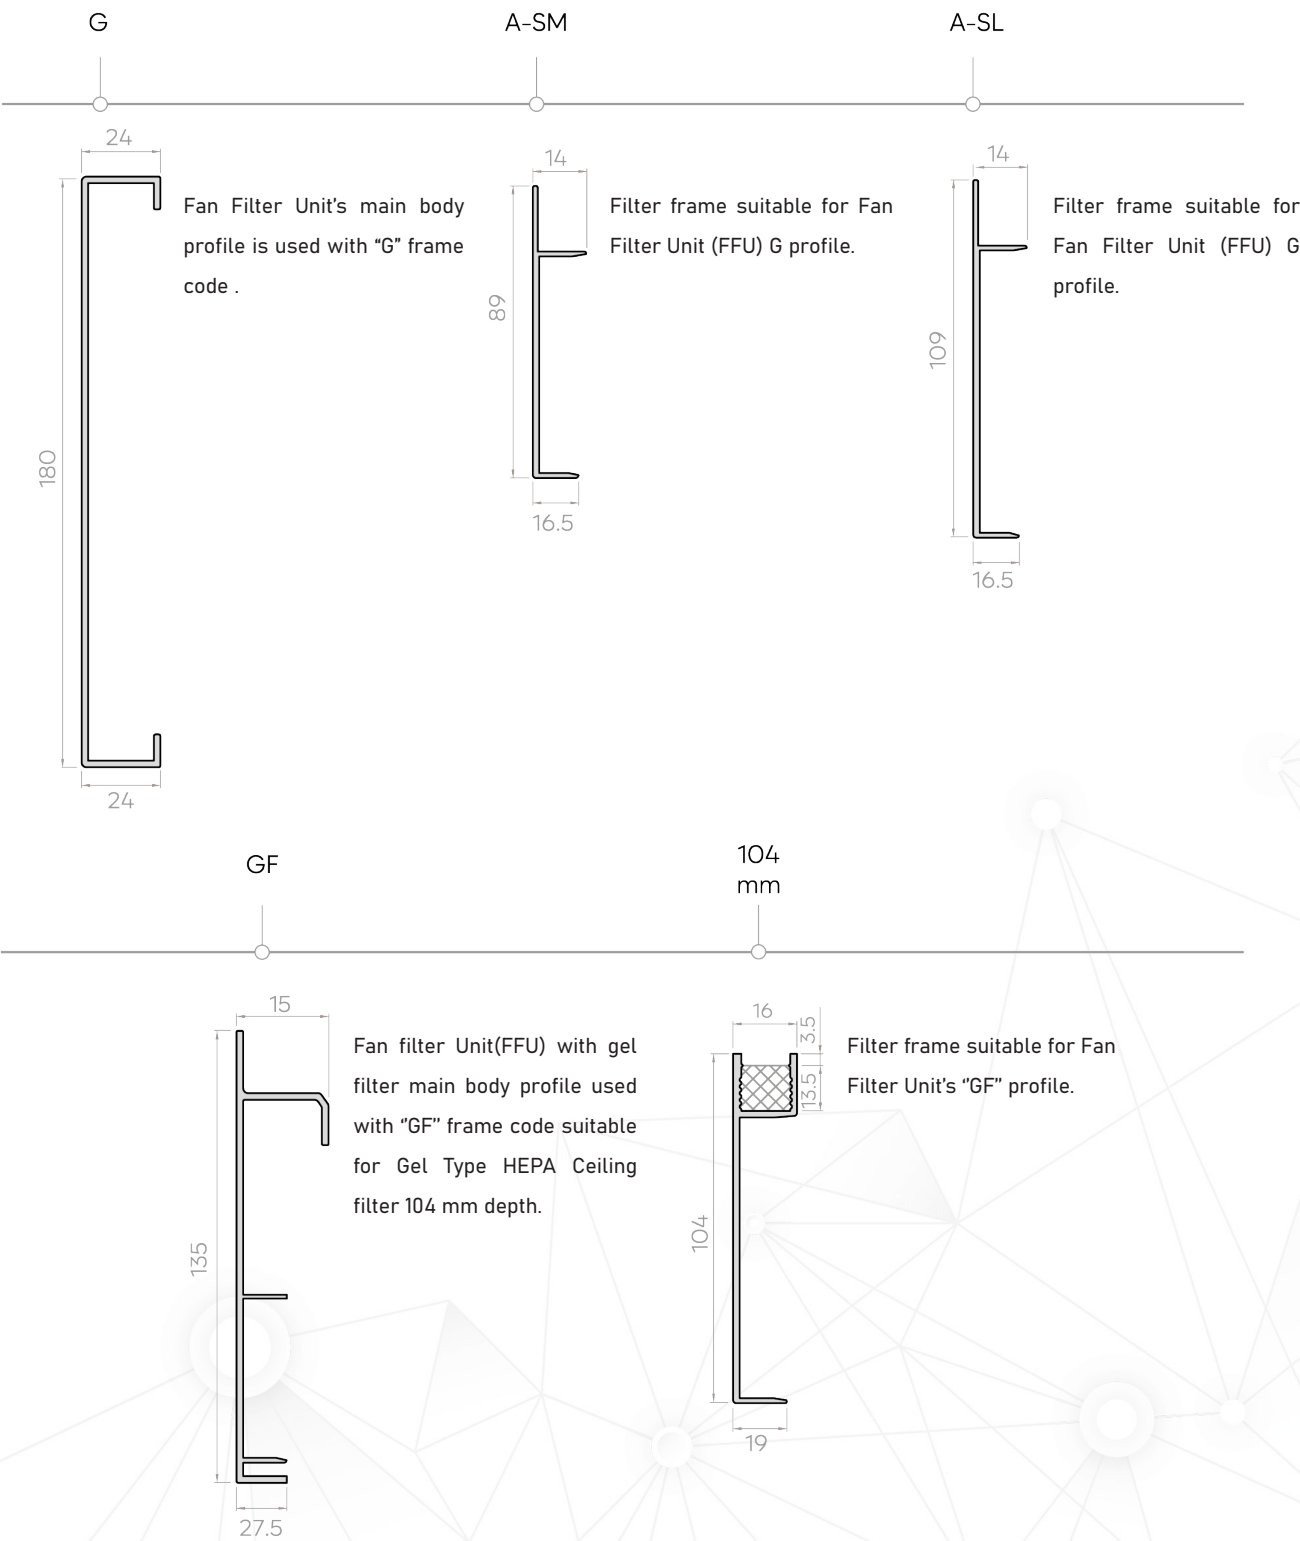 G
A-SM
A-SL
24
14
14
Fan Filter Unit's main body
profile is used with “G” frame
code .
Filter frame suitable for Fan
Filter Unit (FFU) G profile.
Filter frame suitable for
Fan Filter Unit (FFU) G
profile.
180
89
109
16.5
16.5
24
GF
104
mm
15
16
3.5
13.5
Fan filter Unit(FFU) with gel
filter main body profile used
with “GF” frame code suitable
for Gel Type HEPA Ceiling
filter 104 mm depth.
Filter frame suitable for Fan
Filter Unit's “GF” profile.
135
104
19
27.5